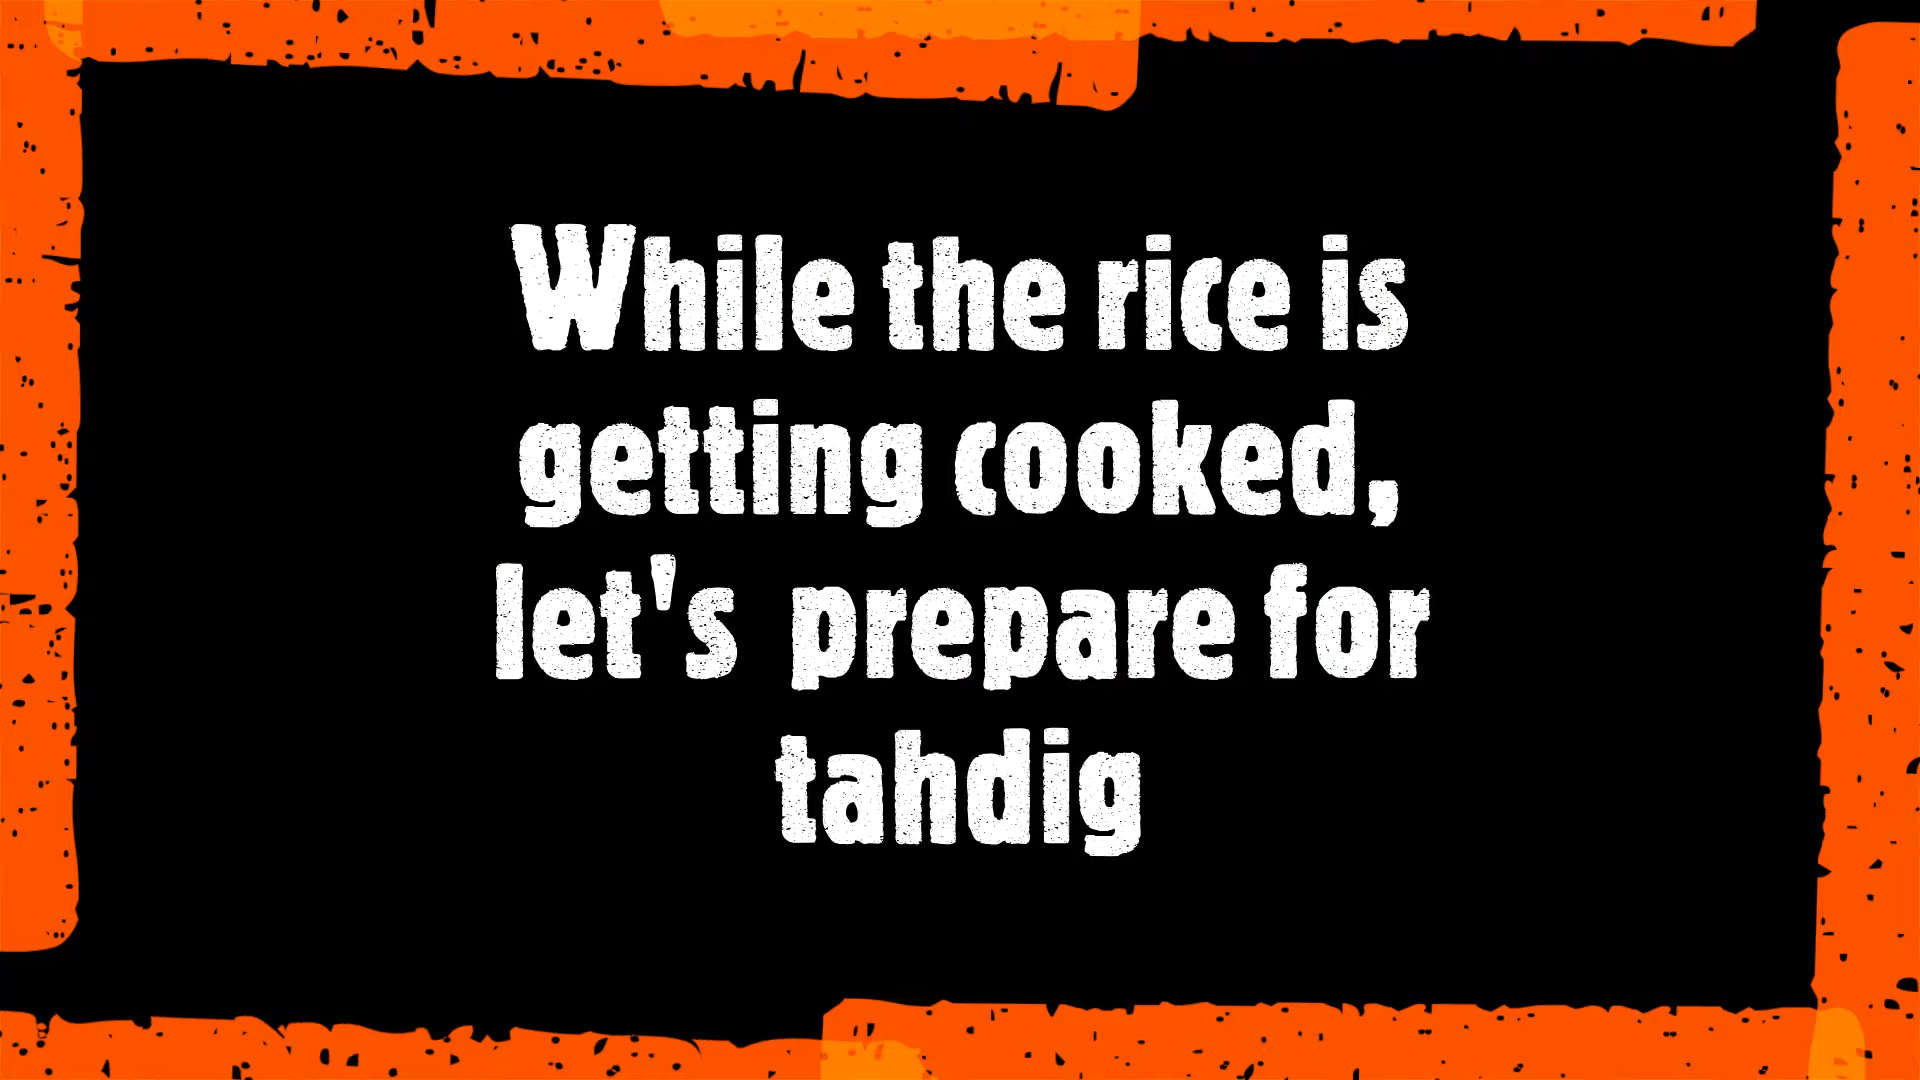 While the rice is
getting cooked,
let's  prepare for
tahdig